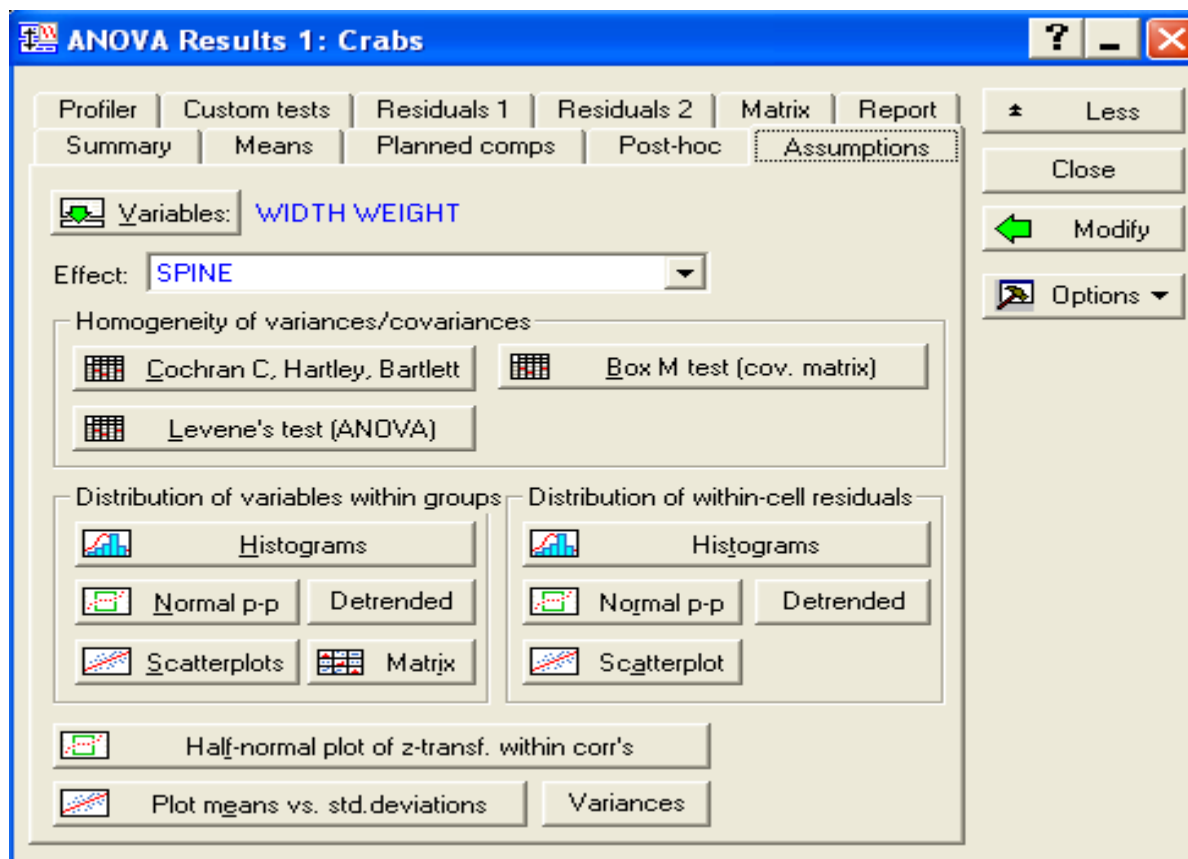 ANOVA Results 1: Crabs
?
Profiler Custom tests Residuals 1 Residuals 2 Matrix Report
Summary Means Planned comps Post-hoc Assumptions
Less
Close
Modify
Options
Variables: WIDTH WEIGHT
Effect: SPINE
Homogeneity of variances/covariances
Cochran C, Hartley, Bartlett Box M test (cov. matrix)
Levene's test (ANOVA)
Distribution of variables within groups Distribution of within-cell residuals
Histograms Histograms
Normal p-p Detrended Normal p-p Detrended
Scatterplots Matrix Scatterplot
Half-normal plot of z-transf. within corr's
Plot means vs. std.deviations Variances